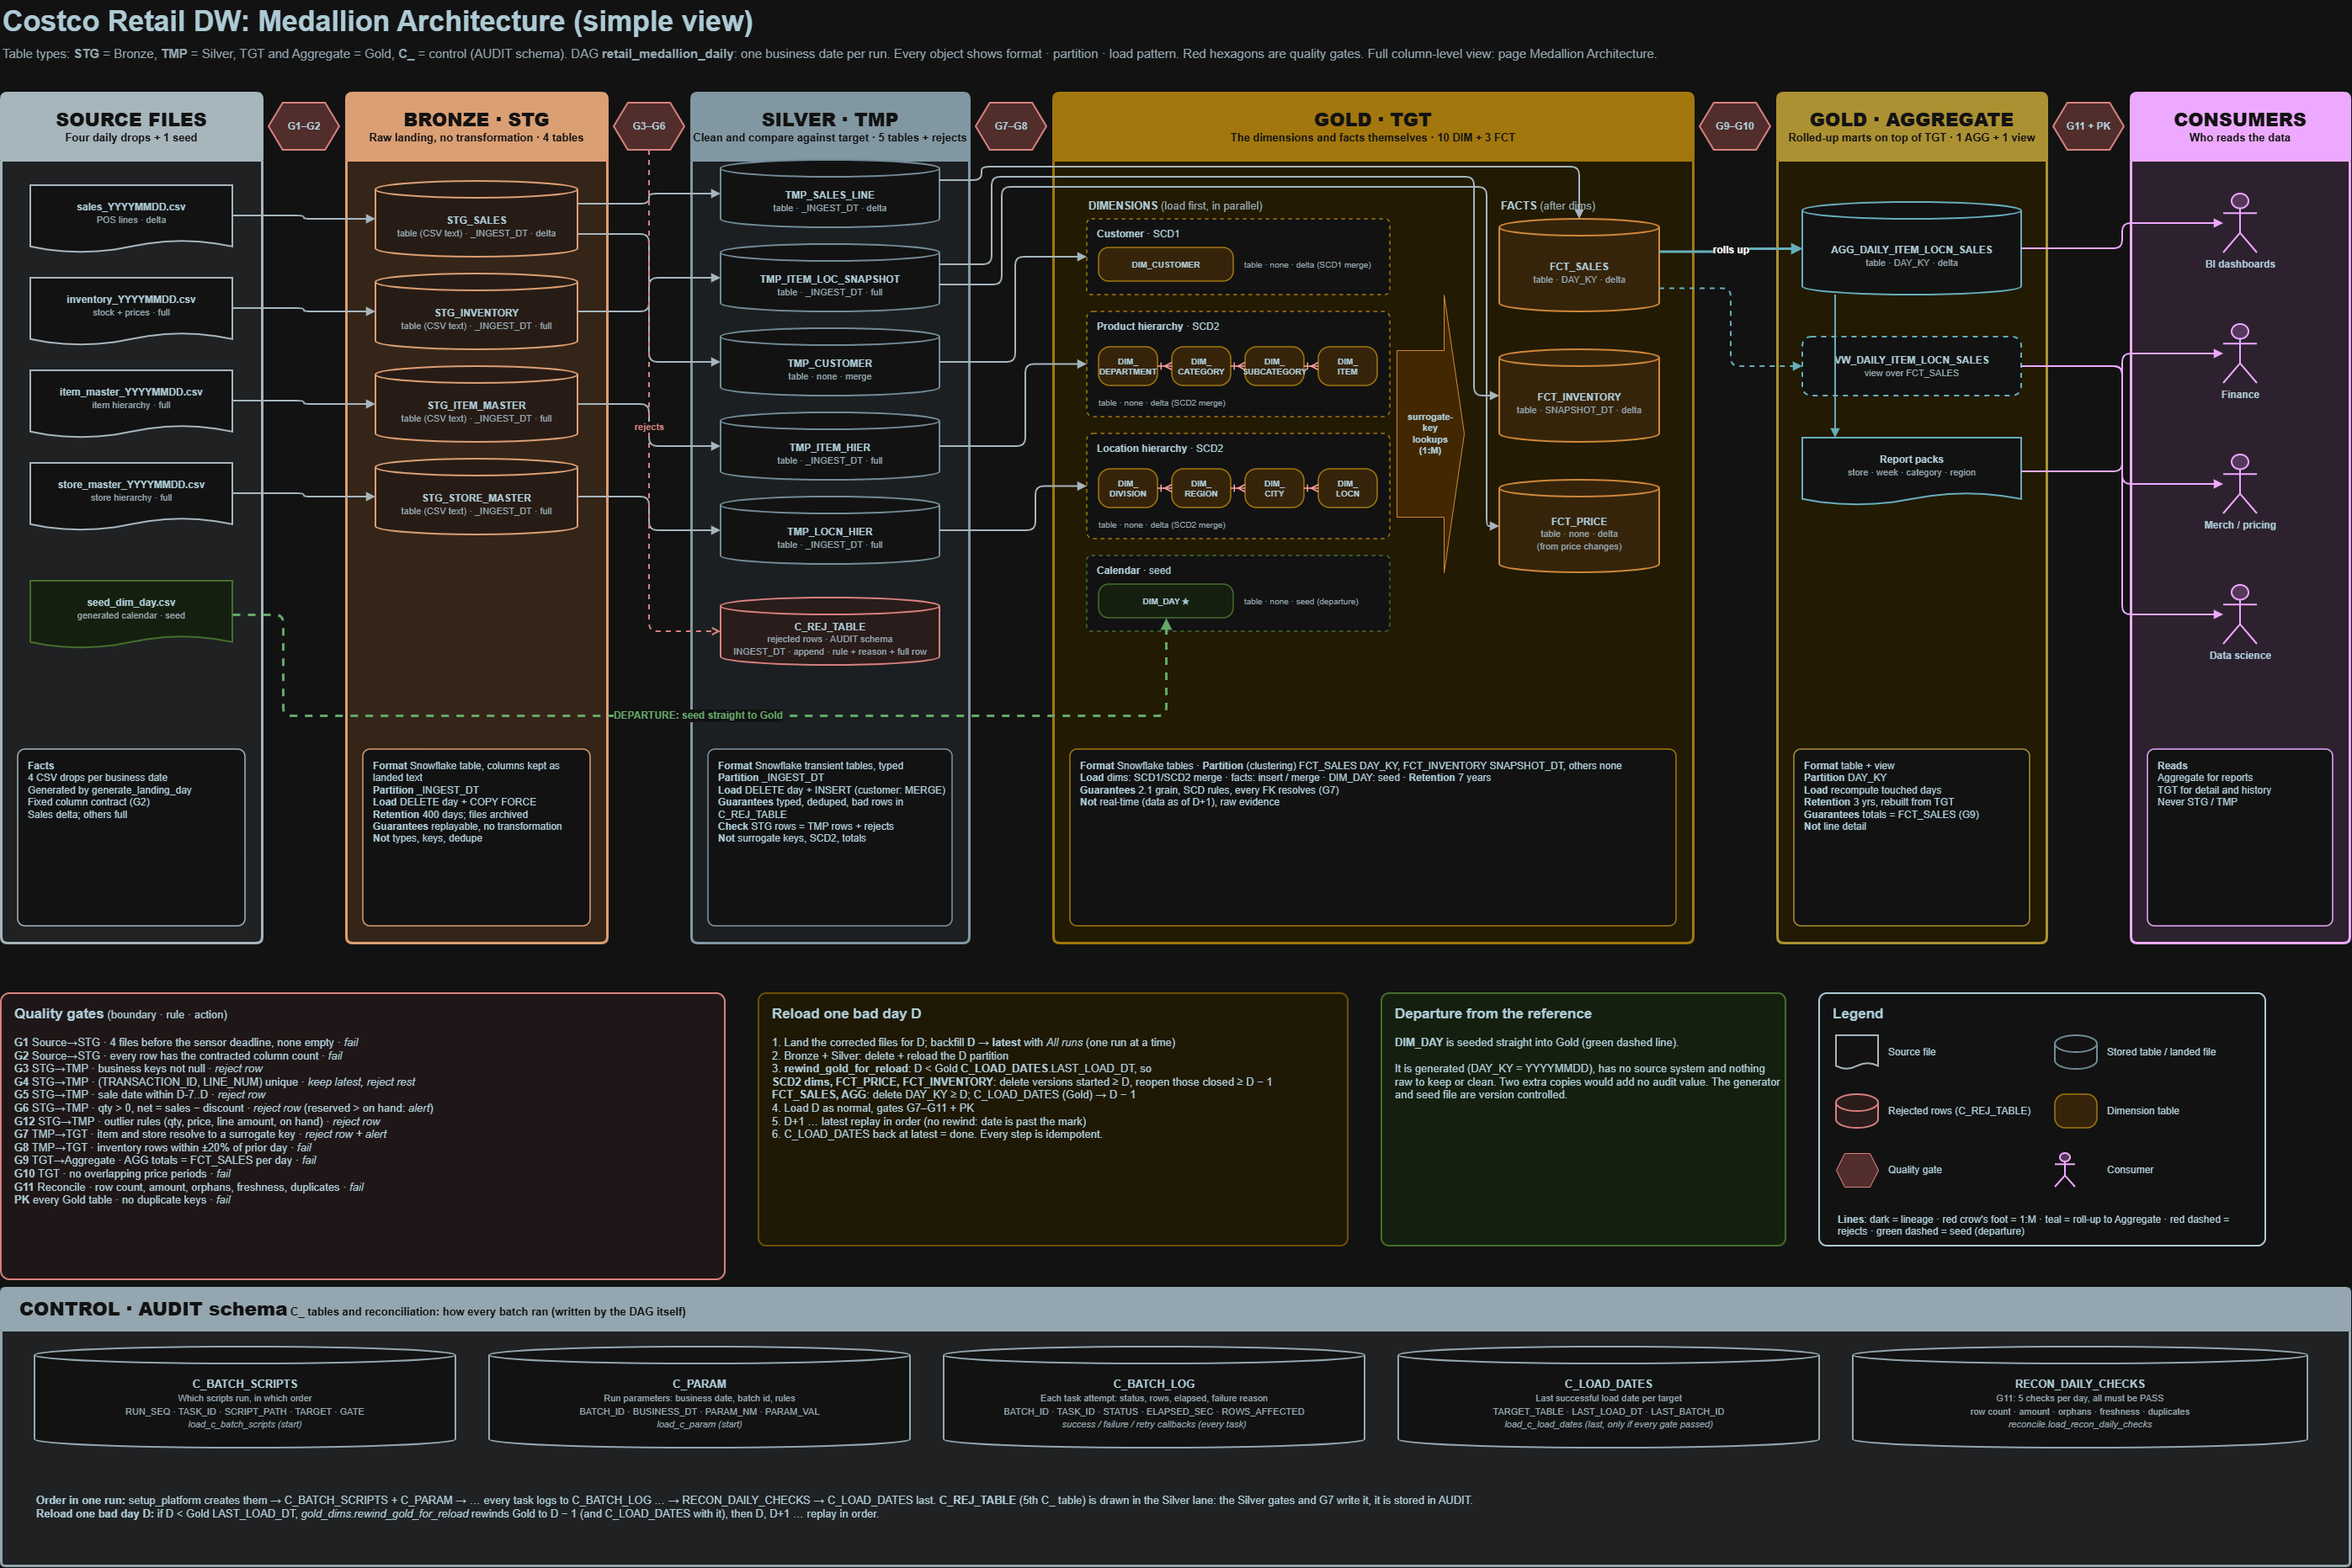 Costco Retail DW: Medallion Architecture (simple view)
Table types: STG = Bronze, TMP = Silver, TGT and Aggregate = Gold, C_ = control (AUDIT schema). DAG retail_medallion_daily: one business date per run. Every object shows format · partition · load pattern. Red hexagons are quality gates. Full column-level view: page Medallion Architecture.
SOURCE FILES
Four daily drops + 1 seed
G1–G2
BRONZE · STG
Raw landing, no transformation · 4 tables
G3–G6
SILVER · TMP
Clean and compare against target · 5 tables + rejects
G7–G8
GOLD · TGT
The dimensions and facts themselves · 10 DIM + 3 FCT
G9–G10
GOLD · AGGREGATE
Rolled-up marts on top of TGT · 1 AGG + 1 view
G11 + PK
CONSUMERS
Who reads the data
sales_YYYYMMDD.csv
POS lines · delta
inventory_YYYYMMDD.csv
stock + prices · full
item_master_YYYYMMDD.csv
item hierarchy · full
store_master_YYYYMMDD.csv
store hierarchy · full
seed_dim_day.csv
generated calendar · seed
STG_SALES
table (CSV text) · _INGEST_DT · delta
STG_INVENTORY
table (CSV text) · _INGEST_DT · full
STG_ITEM_MASTER
table (CSV text) · _INGEST_DT · full
STG_STORE_MASTER
table (CSV text) · _INGEST_DT · full
rejects
TMP_SALES_LINE
table · _INGEST_DT · delta
TMP_ITEM_LOC_SNAPSHOT
table · _INGEST_DT · full
TMP_CUSTOMER
table · none · merge
TMP_ITEM_HIER
table · _INGEST_DT · full
TMP_LOCN_HIER
table · _INGEST_DT · full
C_REJ_TABLE
rejected rows · AUDIT schema
INGEST_DT · append · rule + reason + full row
DEPARTURE: seed straight to Gold
DIMENSIONS (load first, in parallel)
Customer · SCD1
DIM_CUSTOMER
table · none · delta (SCD1 merge)
Product hierarchy · SCD2
DIM_
DEPARTMENT
DIM_
CATEGORY
DIM_
SUBCATEGORY
DIM_
ITEM
table · none · delta (SCD2 merge)
Location hierarchy · SCD2
DIM_
DIVISION
DIM_
REGION
DIM_
CITY
DIM_
LOCN
table · none · delta (SCD2 merge)
Calendar · seed
DIM_DAY ★
table · none · seed (departure)
surrogate-
key
lookups
(1:M)
FACTS (after dims)
FCT_SALES
table · DAY_KY · delta
FCT_INVENTORY
table · SNAPSHOT_DT · delta
FCT_PRICE
table · none · delta
(from price changes)
rolls up
AGG_DAILY_ITEM_LOCN_SALES
table · DAY_KY · delta
VW_DAILY_ITEM_LOCN_SALES
view over FCT_SALES
Report packs
store · week · category · region
BI dashboards
Finance
Merch / pricing
Data science
Facts
4 CSV drops per business date
Generated by generate_landing_day
Fixed column contract (G2)
Sales delta; others full
Format Snowflake table, columns kept as
landed text
Partition _INGEST_DT
Load DELETE day + COPY FORCE
Retention 400 days; files archived
Guarantees replayable, no transformation
Not types, keys, dedupe
Format Snowflake transient tables, typed
Partition _INGEST_DT
Load DELETE day + INSERT (customer: MERGE)
Guarantees typed, deduped, bad rows in
C_REJ_TABLE
Check STG rows = TMP rows + rejects
Not surrogate keys, SCD2, totals
Format Snowflake tables · Partition (clustering) FCT_SALES DAY_KY, FCT_INVENTORY SNAPSHOT_DT, others none
Load dims: SCD1/SCD2 merge · facts: insert / merge · DIM_DAY: seed · Retention 7 years
Guarantees 2.1 grain, SCD rules, every FK resolves (G7)
Not real-time (data as of D+1), raw evidence
Format table + view
Partition DAY_KY
Load recompute touched days
Retention 3 yrs, rebuilt from TGT
Guarantees totals = FCT_SALES (G9)
Not line detail
Reads
Aggregate for reports
TGT for detail and history
Never STG / TMP
Quality gates (boundary · rule · action)
G1 Source→STG · 4 files before the sensor deadline, none empty · fail
G2 Source→STG · every row has the contracted column count · fail
G3 STG→TMP · business keys not null · reject row
G4 STG→TMP · (TRANSACTION_ID, LINE_NUM) unique · keep latest, reject rest
G5 STG→TMP · sale date within D-7..D · reject row
G6 STG→TMP · qty > 0, net = sales − discount · reject row (reserved > on hand: alert)
G12 STG→TMP · outlier rules (qty, price, line amount, on hand) · reject row
G7 TMP→TGT · item and store resolve to a surrogate key · reject row + alert
G8 TMP→TGT · inventory rows within ±20% of prior day · fail
G9 TGT→Aggregate · AGG totals = FCT_SALES per day · fail
G10 TGT · no overlapping price periods · fail
G11 Reconcile · row count, amount, orphans, freshness, duplicates · fail
PK every Gold table · no duplicate keys · fail
Reload one bad day D
1. Land the corrected files for D; backfill D → latest with All runs (one run at a time)
2. Bronze + Silver: delete + reload the D partition
3. rewind_gold_for_reload: D < Gold C_LOAD_DATES.LAST_LOAD_DT, so
SCD2 dims, FCT_PRICE, FCT_INVENTORY: delete versions started ≥ D, reopen those closed ≥ D − 1
FCT_SALES, AGG: delete DAY_KY ≥ D; C_LOAD_DATES (Gold) → D − 1
4. Load D as normal, gates G7–G11 + PK
5. D+1 … latest replay in order (no rewind: date is past the mark)
6. C_LOAD_DATES back at latest = done. Every step is idempotent.
Departure from the reference
DIM_DAY is seeded straight into Gold (green dashed line).
It is generated (DAY_KY = YYYYMMDD), has no source system and nothing
raw to keep or clean. Two extra copies would add no audit value. The generator
and seed file are version controlled.
Legend
Source file
Stored table / landed file
Rejected rows (C_REJ_TABLE)
Dimension table
Quality gate
Consumer
Lines: dark = lineage · red crow's foot = 1:M · teal = roll-up to Aggregate · red dashed =
rejects · green dashed = seed (departure)
CONTROL · AUDIT schema C_ tables and reconciliation: how every batch ran (written by the DAG itself)
C_BATCH_SCRIPTS
Which scripts run, in which order
RUN_SEQ · TASK_ID · SCRIPT_PATH · TARGET · GATE
load_c_batch_scripts (start)
C_PARAM
Run parameters: business date, batch id, rules
BATCH_ID · BUSINESS_DT · PARAM_NM · PARAM_VAL
load_c_param (start)
C_BATCH_LOG
Each task attempt: status, rows, elapsed, failure reason
BATCH_ID · TASK_ID · STATUS · ELAPSED_SEC · ROWS_AFFECTED
success / failure / retry callbacks (every task)
C_LOAD_DATES
Last successful load date per target
TARGET_TABLE · LAST_LOAD_DT · LAST_BATCH_ID
load_c_load_dates (last, only if every gate passed)
RECON_DAILY_CHECKS
G11: 5 checks per day, all must be PASS
row count · amount · orphans · freshness · duplicates
reconcile.load_recon_daily_checks
Order in one run: setup_platform creates them → C_BATCH_SCRIPTS + C_PARAM → … every task logs to C_BATCH_LOG … → RECON_DAILY_CHECKS → C_LOAD_DATES last. C_REJ_TABLE (5th C_ table) is drawn in the Silver lane: the Silver gates and G7 write it, it is stored in AUDIT.
Reload one bad day D: if D < Gold LAST_LOAD_DT, gold_dims.rewind_gold_for_reload rewinds Gold to D − 1 (and C_LOAD_DATES with it), then D, D+1 … replay in order.